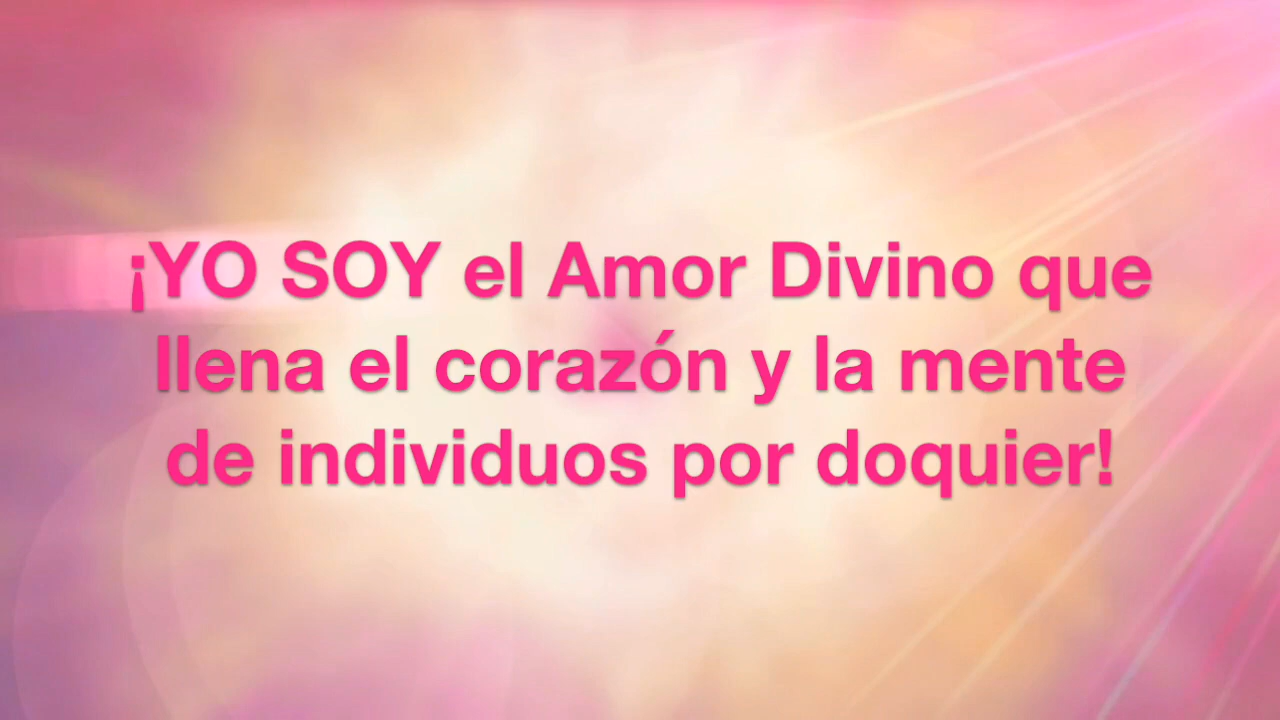 ¡YO SOY el Amor Divino que
llena el corazón y la mente
de individuos por doquier!